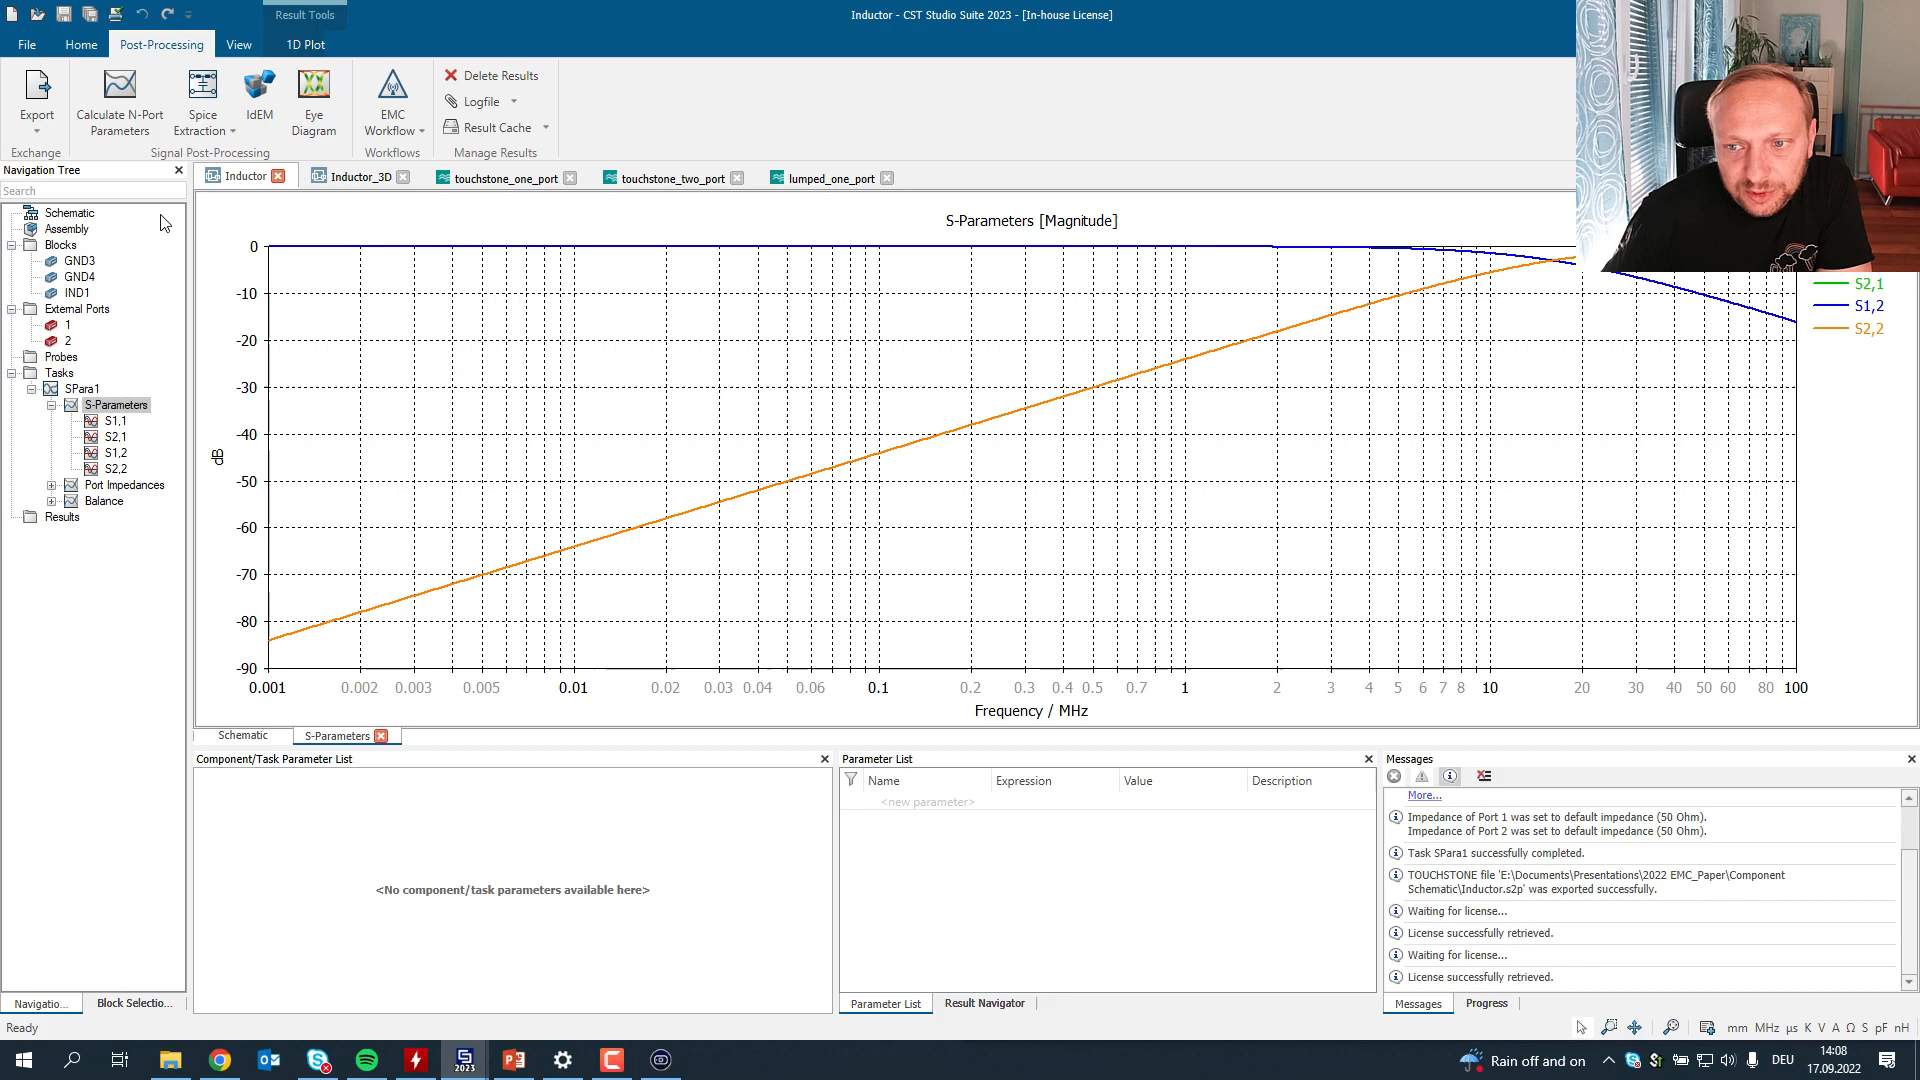 Result Tools
Inductor - CST Studio Suite 2023 - [In-house License]
File
Home
Post-Processing
View
1D Plot
Export
Calculate N-Port
Parameters
Spice
Extraction
IdEM
Eye
Diagram
EMC
Workflow
Delete Results
Logfile
Result Cache
Exchange
Signal Post-Processing
Workflows
Manage Results
Navigation Tree
Search
Schematic
Assembly
Blocks
GND3
GND4
IND1
External Ports
1
2
Probes
Tasks
SPara1
S-Parameters
S1,1
S2,1
S1,2
S2,2
Port Impedances
Balance
Results
Navigatio...
Block Selectio...
Inductor
Inductor_3D
touchstone_one_port
touchstone_two_port
lumped_one_port
S-Parameters [Magnitude]
S2,1
S1,2
S2,2
dB
0
-10
-20
-30
-40
-50
-60
-70
-80
-90
0.001 0.002 0.003 0.005 0.01 0.02 0.03 0.04 0.06 0.1 0.2 0.3 0.4 0.5 0.7 1 2 3 4 5 6 7 8 10 20 30 40 50 60 80 100
Frequency / MHz
Schematic
S-Parameters
Component/Task Parameter List
<No component/task parameters available here>
Parameter List
Name
Expression
Value
Description
<new parameter>
Parameter List
Result Navigator
Messages
More...
Impedance of Port 1 was set to default impedance (50 Ohm).
Impedance of Port 2 was set to default impedance (50 Ohm).
Task SPara1 successfully completed.
TOUCHSTONE file 'E:\Documents\Presentations\2022 EMC_Paper\Component
Schematic\Inductor.s2p' was exported successfully.
Waiting for license...
License successfully retrieved.
Waiting for license...
License successfully retrieved.
Messages
Progress
Ready
mm MHz µs K V A Ω S pF nH
2023
Rain off and on
DEU
14:08
17.09.2022